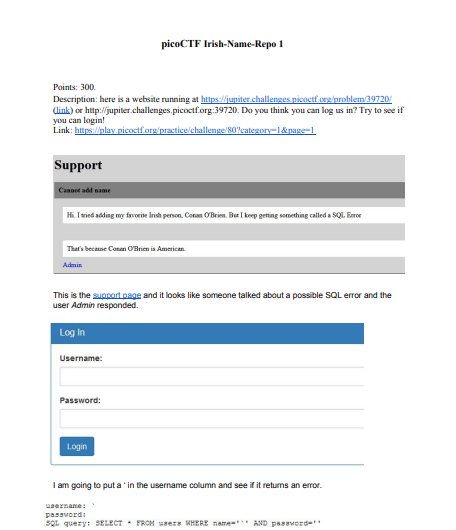 picoCTF Irish-Name-Repo 1
Points: 300.
Description: here is a website running at https://jupiter.challenges.picoctf.org/problem/39720/
(link) or http://jupiter.challenges.picoctf.org:39720. Do you think you can log us in? Try to see if
you can login!
Link: https://play.picoctf.org/practice/challenge/80?category=1&page=1
Support
Cannot add name
Hi. I tried adding my favorite Irish person, Conan O'Brien. But I keep getting something called a SQL Error
That's because Conan O'Brien is American.
Admin
This is the support page and it looks like someone talked about a possible SQL error and the
user Admin responded.
Log In
Username:
Password:
Login
I am going to put a ' in the username column and see if it returns an error.
username: `
password:
SQL query: SELECT * FROM users WHERE name='`' AND password=''